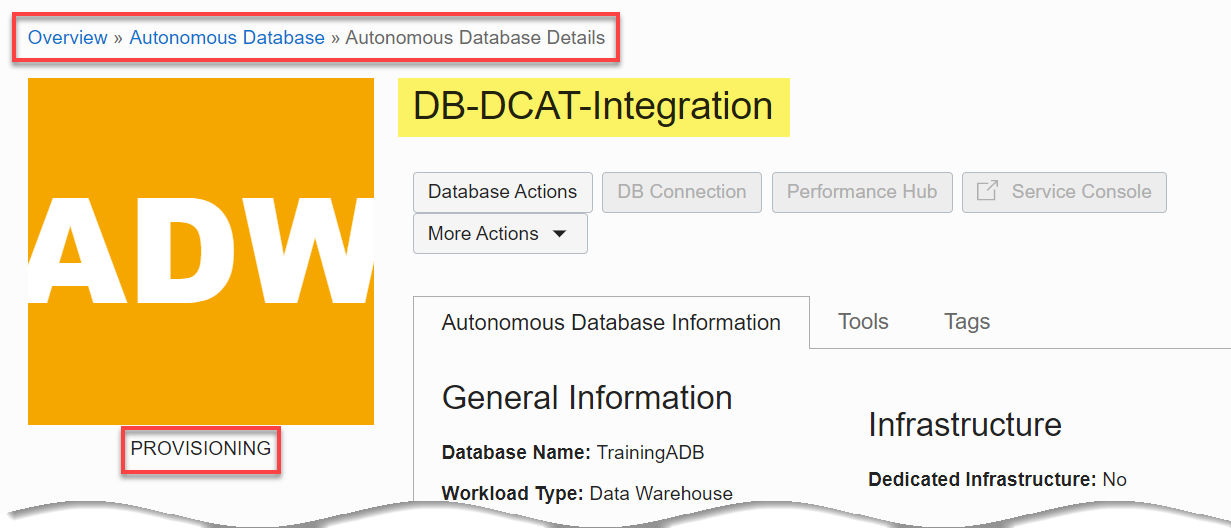 Overview » Autonomous Database » Autonomous Database Details
ADW
PROVISIONING
DB-DCAT-Integration
Database Actions DB Connection Performance Hub Service Console
More Actions
Autonomous Database Information Tools Tags
General Information
Database Name: TrainingADB
Workload Type: Data Warehouse
Infrastructure
Dedicated Infrastructure: No